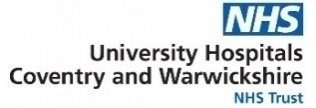 NHS
University Hospitals
Coventry and Warwickshire
NHS Trust